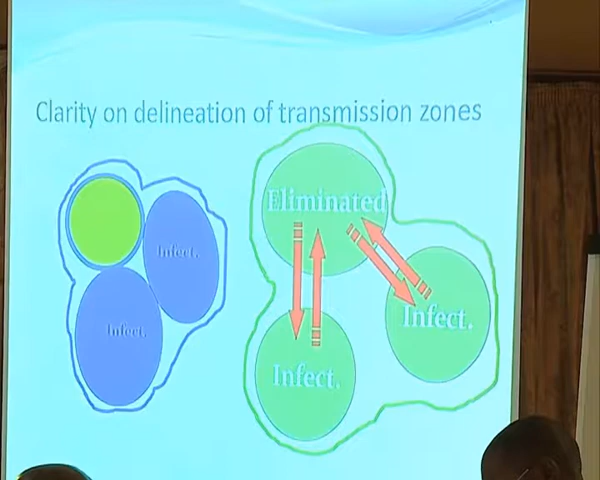 Clarity on delineation of transmission zones
Eliminated
Infect.
Infect.
Infect.
Infect.